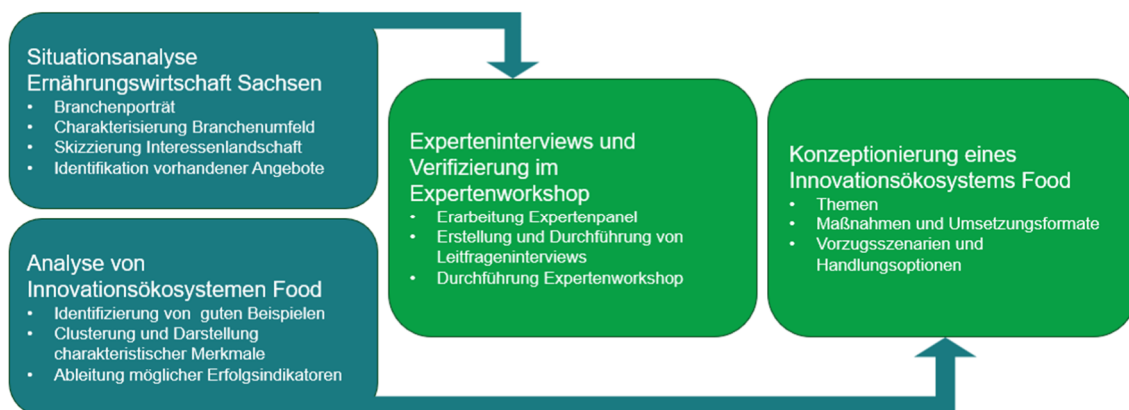 Situationsanalyse
Ernährungswirtschaft Sachsen
• Branchenporträt
• Charakterisierung Branchenumfeld
• Skizzierung Interessenlandschaft
• Identifikation vorhandener Angebote
Analyse von
Innovationsökosystemen Food
• Identifizierung von guten Beispielen
• Clusterung und Darstellung
charakteristischer Merkmale
• Ableitung möglicher Erfolgsindikatoren
Experteninterviews und
Verifizierung im
Expertenworkshop
• Erarbeitung Expertenpanel
• Erstellung und Durchführung von
Leitfrageninterviews
• Durchführung Expertenworkshop
Konzeptionierung eines
Innovationsökosystems Food
• Themen
• Maßnahmen und Umsetzungsformate
• Vorzugsszenarien und
Handlungsoptionen